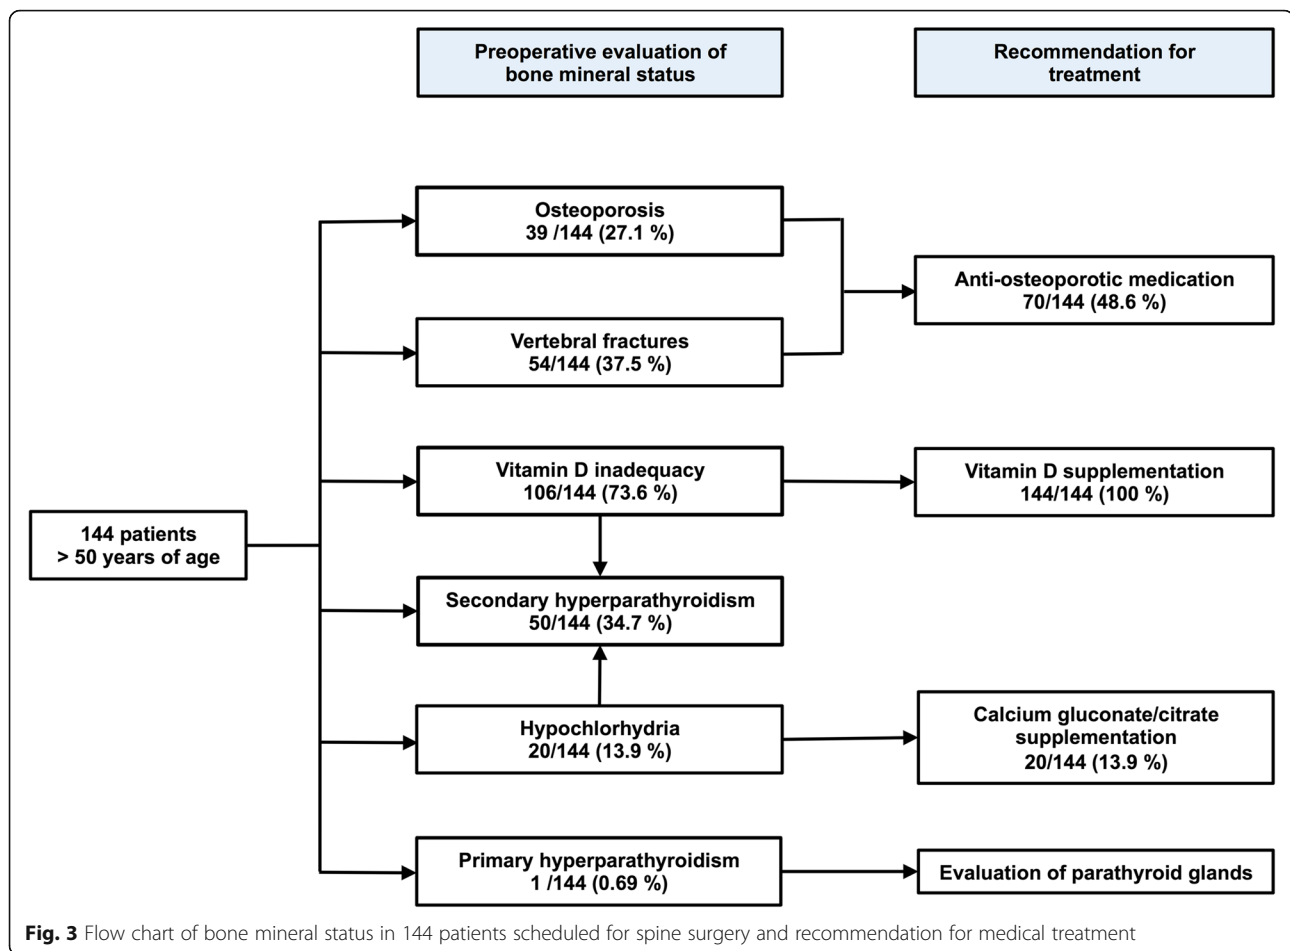 Preoperative evaluation of
bone mineral status
Recommendation for
treatment
Osteoporosis
39 /144 (27.1 %)
Anti-osteoporotic medication
70/144 (48.6 %)
Vertebral fractures
54/144 (37.5 %)
Vitamin D inadequacy
106/144 (73.6 %)
Vitamin D supplementation
144/144 (100 %)
144 patients
> 50 years of age
Secondary hyperparathyroidism
50/144 (34.7 %)
Hypochlorhydria
20/144 (13.9 %)
Calcium gluconate/citrate
supplementation
20/144 (13.9 %)
Primary hyperparathyroidism
1 /144 (0.69 %)
Evaluation of parathyroid glands
Fig. 3 Flow chart of bone mineral status in 144 patients scheduled for spine surgery and recommendation for medical treatment